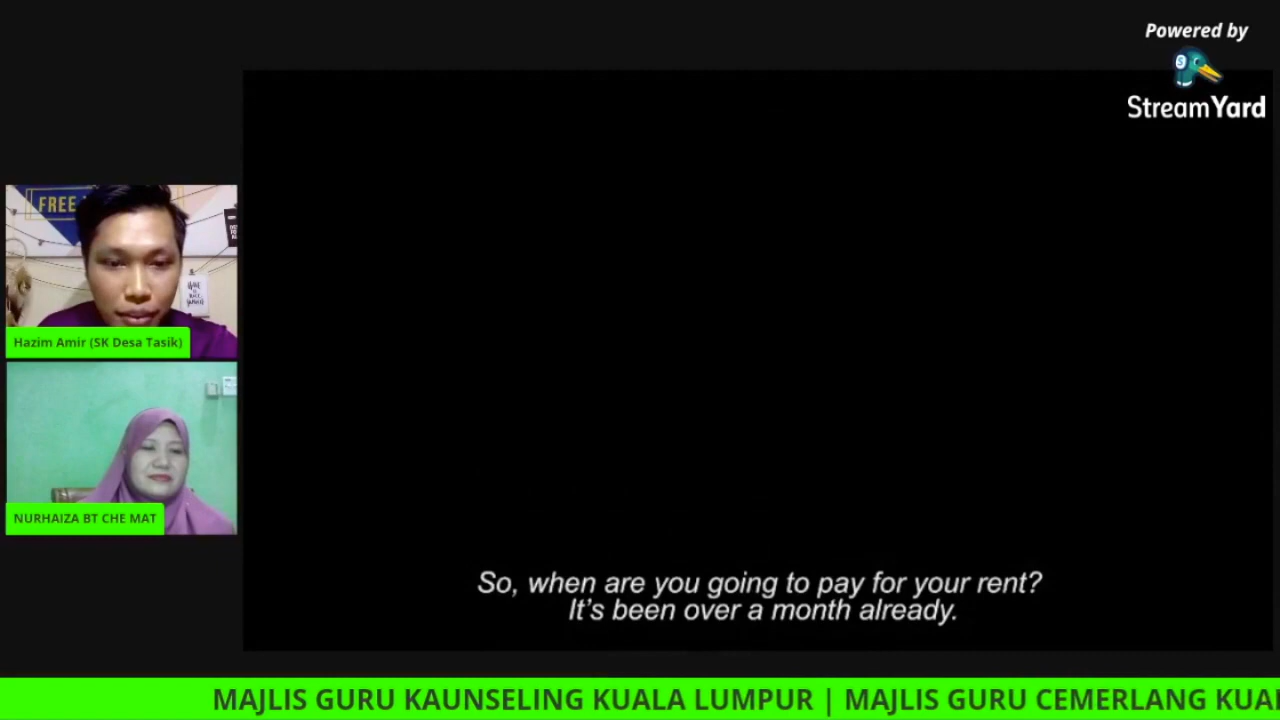 Powered by
StreamYard
FREE
Hazim Amir (SK Desa Tasik)
NURHAIZA BT CHE MAT
So, when are you going to pay for your rent?
It's been over a month already.
MAJLIS GURU KAUNSELING KUALA LUMPUR | MAJLIS GURU CEMERLANG KUA